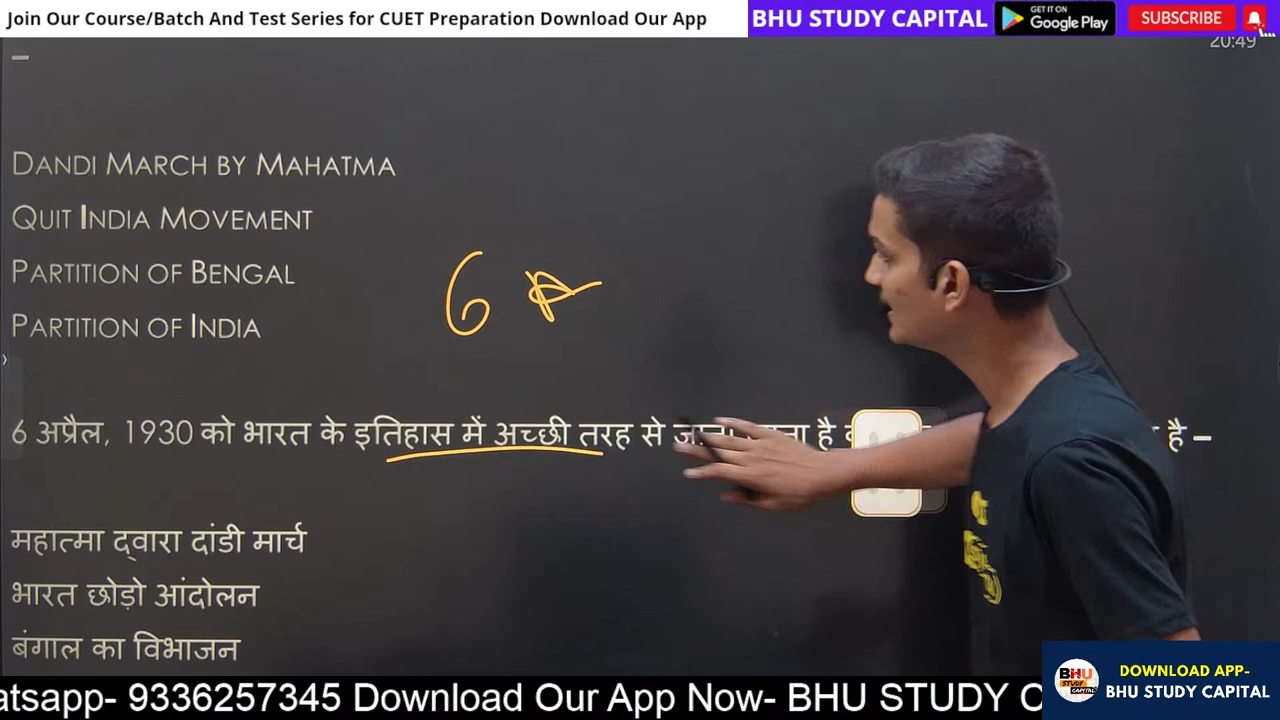 Join Our Course/Batch And Test Series for CUET Preparation Download Our App
BHU STUDY CAPITAL
GET IT ON
Google Play
SUBSCRIBE
20:49
DANDI MARCH BY MAHATMA
QUIT INDIA MOVEMENT
PARTITION OF BENGAL
PARTITION OF INDIA
6 अ
6 अप्रैल, 1930 को भारत के इतिहास में अच्छी तरह से जाना जाता है है –
महात्मा द्वारा दांडी मार्च
भारत छोड़ो आंदोलन
बंगाल का विभाजन
BHU
STUDY
CAPITAL
DOWNLOAD APP-
BHU STUDY CAPITAL
atsapp- 9336257345 Download Our App Now- BHU STUDY C